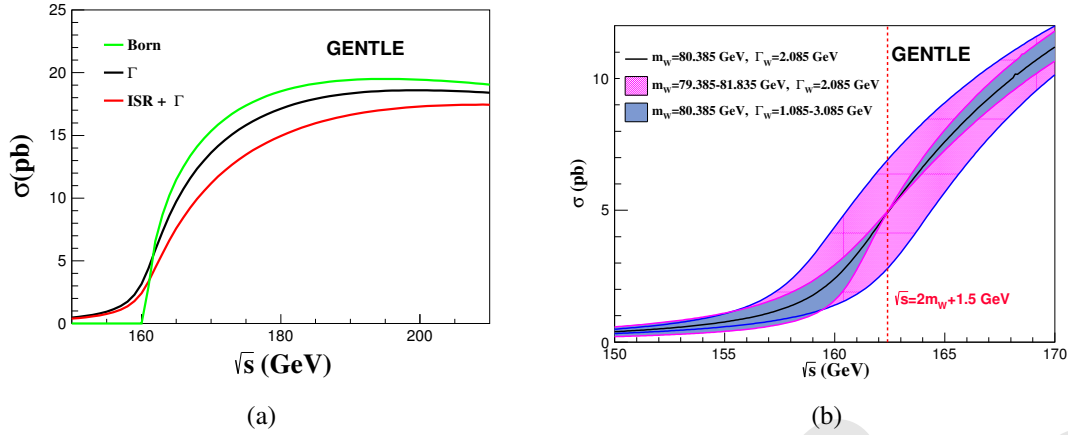 25
20
15
10
5
0
σ(pb)
Born
Γ
ISR + Γ
GENTLE
160
180
200
√s (GeV)
(a)
10
5
0
σ (pb)
m_W=80.385 GeV, Γ_W=2.085 GeV
m_W=79.385-81.835 GeV, Γ_W=2.085 GeV
m_W=80.385 GeV, Γ_W=1.085-3.085 GeV
GENTLE
√s=2m_W+1.5 GeV
150
155
160
165
170
√s (GeV)
(b)